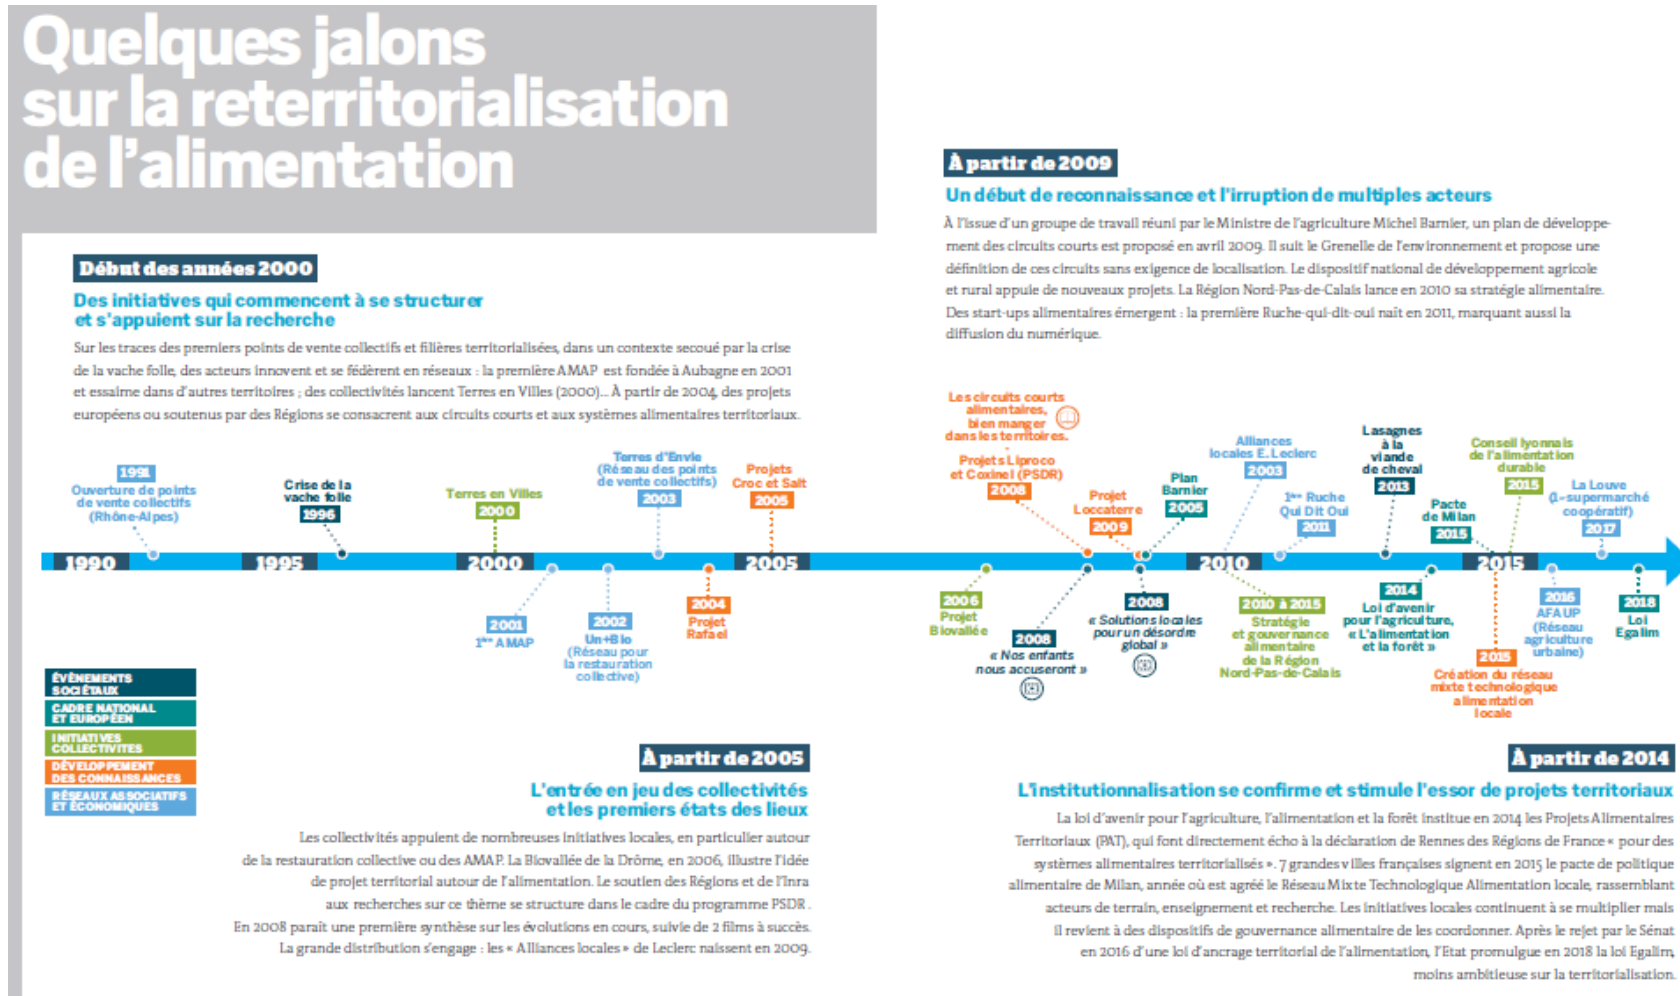 Quelques jalons
sur la reterritorialisation
de l'alimentation
Début des années 2000
Des initiatives qui commencent à se structurer
et s'appuient sur la recherche
Sur les traces des premiers points de vente collectifs et filières territorialisées, dans un contexte secoué par la crise
de la vache folle, des acteurs innovent et se fédèrent en réseaux : la première AMAP est fondée à Aubagne en 2001
et essaime dans d'autres territoires ; des collectivités lancent Terres en Villes (2000)... À partir de 2004, des projets
européens ou soutenus par des Régions se consacrent aux circuits courts et aux systèmes alimentaires territoriaux.
À partir de 2009
Un début de reconnaissance et l'irruption de multiples acteurs
À l'issue d'un groupe de travail réuni par le Ministre de l'agriculture Michel Barnier, un plan de développe-
ment des circuits courts est proposé en avril 2009. Il suit le Grenelle de l'environnement et propose une
définition de ces circuits sans exigence de localisation. Le dispositif national de développement agricole
et rural appuie de nouveaux projets. La Région Nord-Pas-de-Calais lance en 2010 sa stratégie alimentaire.
Des start-ups alimentaires émergent : la première Ruche-qui-dit-oui naît en 2011, marquant aussi la
diffusion du numérique.
1991
Ouverture de points
de vente collectifs
(Rhône-Alpes)
Crise de la
vache folle
1996
Terres en Villes
2000
Terres d'Envie
(Réseau des points
de vente collectifs)
2003
Projets
Croc et Salt
2005
Les circuits courts
alimentaires,
bien manger
dans les territoires.
-
Projets Liproco
et Coxinel (PSDR)
2008
Projet
Loccaterre
2009
Plan
Barnier
2005
Alliances
locales E. Leclerc
2003
1ère Ruche
Qui Dit Oui
2011
Lasagnes
à la
viande
de cheval
2013
Pacte
de Milan
2015
Conseil lyonnais
de l'alimentation
durable
2015
La Louve
(1-supermarché
coopératif)
2017
1990
1995
2000
2005
2010
2015
2001
1ère AMAP
2002
Un+Bio
(Réseau pour
la restauration
collective)
2004
Projet
Rafael
2006
Projet
Biovallée
2008
« Nos enfants
nous accuseront »
2008
« Solutions locales
pour un désordre
global »
2010 à 2015
Stratégie
et gouvernance
alimentaire
de la Région
Nord-Pas-de-Calais
2014
Loi d'avenir
pour l'agriculture,
« L'alimentation
et la forêt »
2015
Création du réseau
mixte technologique
alimentation
locale
2016
AFAUP
(Réseau
agriculture
urbaine)
2018
Loi
Egalim
ÉVÈNEMENTS
SOCIÉTAUX
CADRE NATIONAL
ET EUROPÉEN
INITIATIVES
COLLECTIVITÉS
DÉVELOPPEMENT
DES CONNAISSANCES
RÉSEAUX ASSOCIATIFS
ET ÉCONOMIQUES
À partir de 2005
L'entrée en jeu des collectivités
et les premiers états des lieux
Les collectivités appuient de nombreuses initiatives locales, en particulier autour
de la restauration collective ou des AMAP. La Biovallée de la Drôme, en 2006, illustre l'idée
de projet territorial autour de l'alimentation. Le soutien des Régions et de l'Inra
aux recherches sur ce thème se structure dans le cadre du programme PSDR.
En 2008 paraît une première synthèse sur les évolutions en cours, suivie de 2 films à succès.
La grande distribution s'engage : les « Alliances locales » de Leclerc naissent en 2009.
À partir de 2014
L'institutionnalisation se confirme et stimule l'essor de projets territoriaux
La loi d'avenir pour l'agriculture, l'alimentation et la forêt institue en 2014 les Projets Alimentaires
Territoriaux (PAT), qui font directement écho à la déclaration de Rennes des Régions de France « pour des
systèmes alimentaires territorialisés ». 7 grandes villes françaises signent en 2015 le pacte de politique
alimentaire de Milan, année où est agréé le Réseau Mixte Technologique Alimentation locale, rassemblant
acteurs de terrain, enseignement et recherche. Les initiatives locales continuent à se multiplier mais
il revient à des dispositifs de gouvernance alimentaire de les coordonner. Après le rejet par le Sénat
en 2016 d'une loi d'ancrage territorial de l'alimentation, l'Etat promulgue en 2018 la loi Egalim,
moins ambitieuse sur la territorialisation.